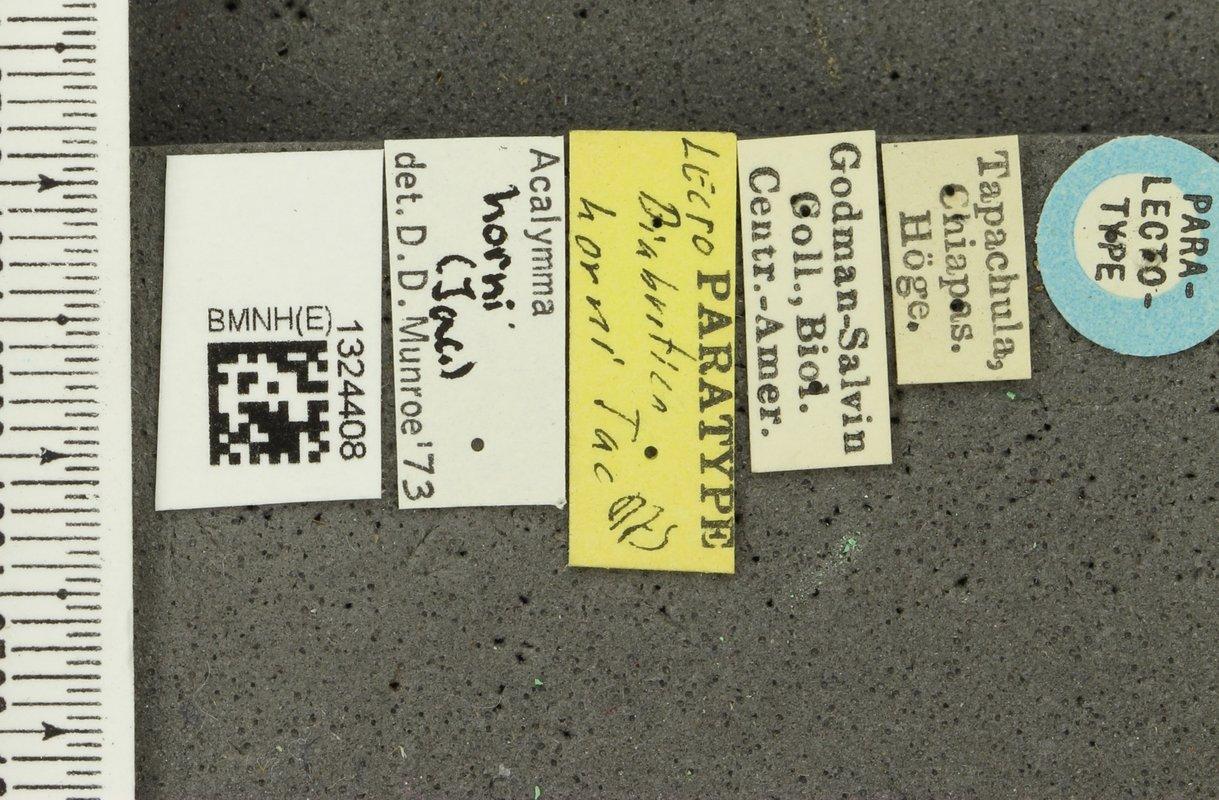 BMNH(E)
1324408
Acalymma
horni
(Jac.)
det. D. D. Munroe '73
LECTO PARATYPE
Diabrotica
horni Jac
Godman-Salvin
Coll., Biol.
Centr.-Amer.
Tapachula,
Chiapas.
Höge.
PARA-
LECTO-
TYPE